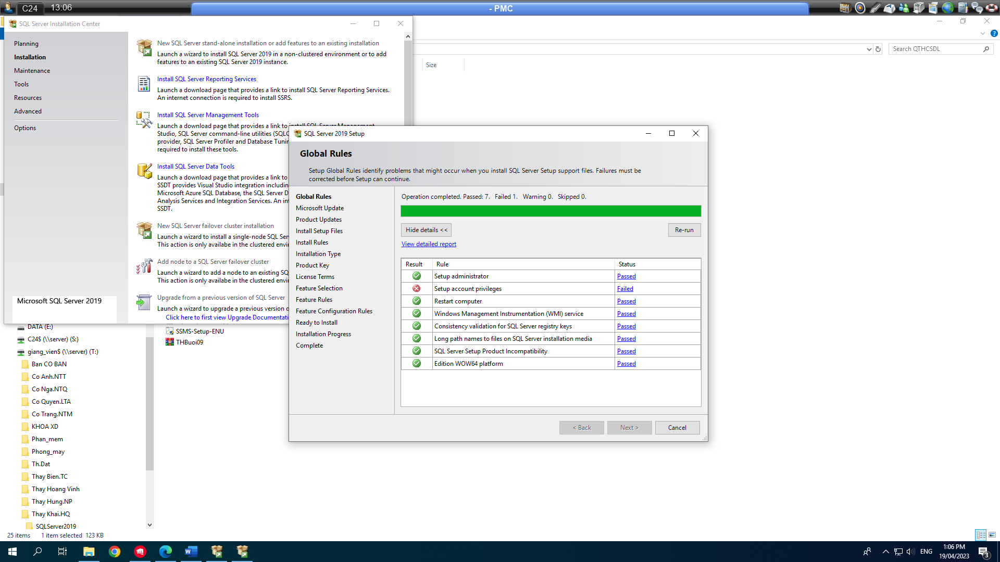 C24
13:06
- PMC
SQL Server Installation Center
Planning
Installation
Maintenance
Tools
Resources
Advanced
Options
Microsoft SQL Server 2019
New SQL Server stand-alone installation or add features to an existing installation
Launch a wizard to install SQL Server 2019 in a non-clustered environment or to add
features to an existing SQL Server 2019 instance.
Install SQL Server Reporting Services
Launch a download page that provides a link to install SQL Server Reporting Services.
An internet connection is required to install SSRS.
Install SQL Server Management Tools
Launch a download page that provides a link to install SQL Server Management
Studio, SQL Server command-line utilities (SQLC
provider, SQL Server Profiler and Database Tunin
required to install these tools.
Install SQL Server Data Tools
Launch a download page that provides a link to
SSDT provides Visual Studio integration includin
Microsoft Azure SQL Database, the SQL Server D
Analysis Services and Integration Services. An int
SSDT.
New SQL Server failover cluster installation
Launch a wizard to install a single-node SQL Ser
This action is only availabe in the clustered envir
Add node to a SQL Server failover cluster
Launch a wizard to add a node to an existing SQ
This action is only availabe in the clustered envir
Upgrade from a previous version of SQL Server
Launch a wizard to upgrade a previous version o
Click here to first view Upgrade Documentati
Search QTHCSDL
Size
SQL Server 2019 Setup
Global Rules
Setup Global Rules identify problems that might occur when you install SQL Server Setup support files. Failures must be
corrected before Setup can continue.
Global Rules
Microsoft Update
Product Updates
Install Setup Files
Install Rules
Installation Type
Product Key
License Terms
Feature Selection
Feature Rules
Feature Configuration Rules
Ready to Install
Installation Progress
Complete
Operation completed. Passed: 7. Failed 1. Warning 0. Skipped 0.
Hide details <<
Re-run
View detailed report
Result Rule Status
Setup administrator Passed
Setup account privileges Failed
Restart computer Passed
Windows Management Instrumentation (WMI) service Passed
Consistency validation for SQL Server registry keys Passed
Long path names to files on SQL Server installation media Passed
SQL Server Setup Product Incompatibility Passed
Edition WOW64 platform Passed
< Back
Next >
Cancel
DATA (E:)
C24$ (\\server) (S:)
giang_vien$ (\\server) (T:)
Ban CO BAN
Co Anh.NTT
Co Nga.NTQ
Co Quyen.LTA
Co Trang.NTM
KHOA XD
Phan_mem
Phong_may
Th.Dat
Thay Bien.TC
Thay Hoang Vinh
Thay Hung.NP
Thay Khai.HQ
SQLServer2019
SSMS-Setup-ENU
THBuoi09
25 items 1 item selected 123 KB
ENG
1:06 PM
19/04/2023
3